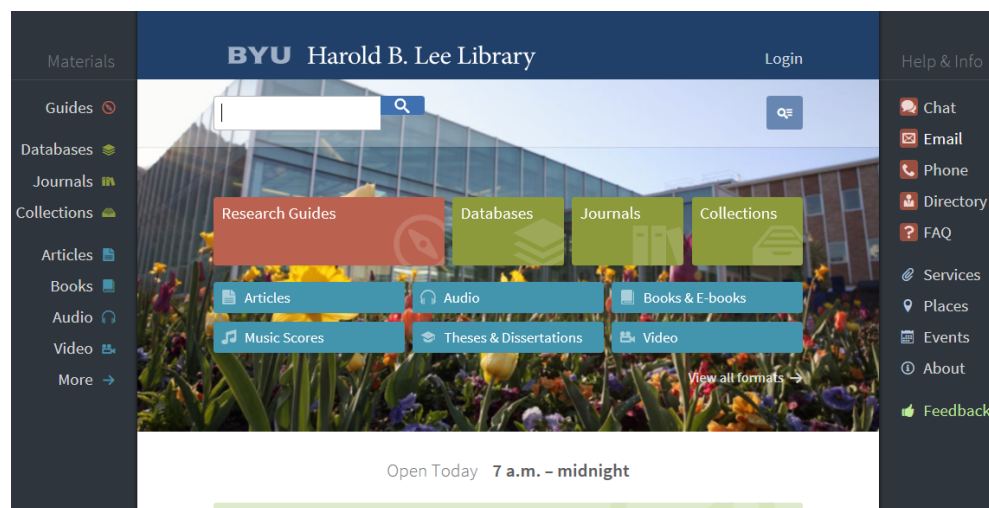 Materials
Guides
Databases
Journals
Collections
Articles
Books
Audio
Video
More →
BYU Harold B. Lee Library
Login
Research Guides
Databases
Journals
Collections
Articles
Audio
Books & E-books
Music Scores
Theses & Dissertations
Video
View all formats →
Open Today 7 a.m. – midnight
Help & Info
Chat
Email
Phone
Directory
? FAQ
Services
Places
Events
About
Feedback